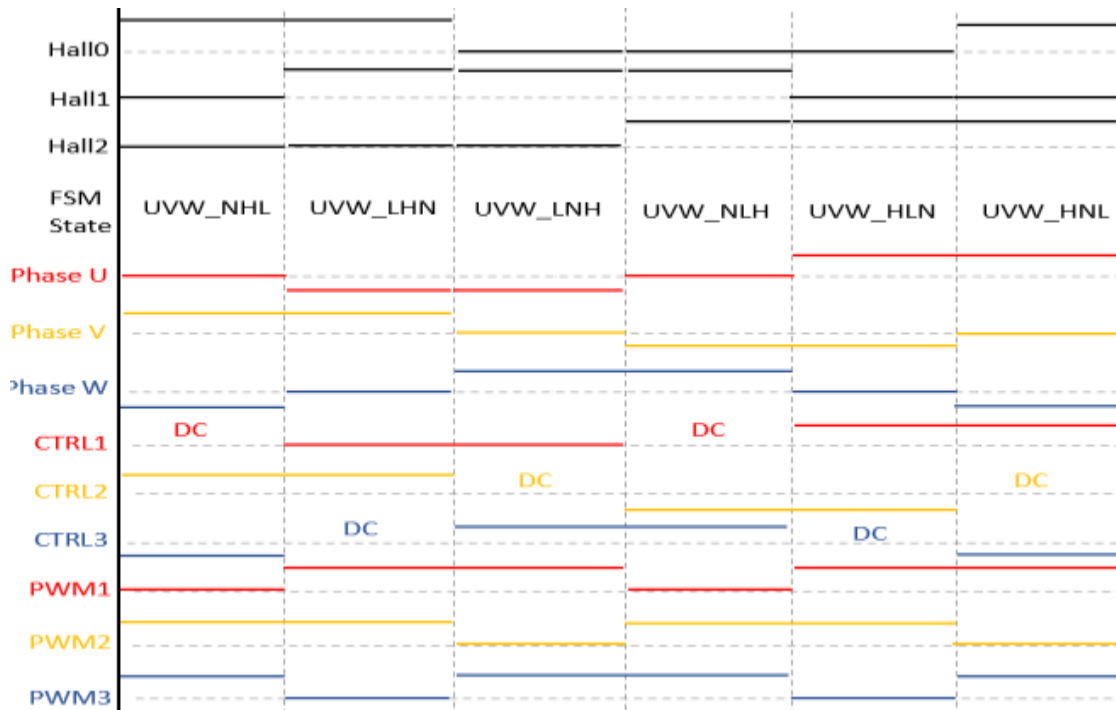 Hall0
Hall1
Hall2
FSM
State
UVW_NHL UVW_LHN UVW_LNH UVW_NLH UVW_HLN UVW_HNL
Phase U
Phase V
Phase W
CTRL1 DC DC
CTRL2 DC DC
CTRL3 DC DC
PWM1
PWM2
PWM3